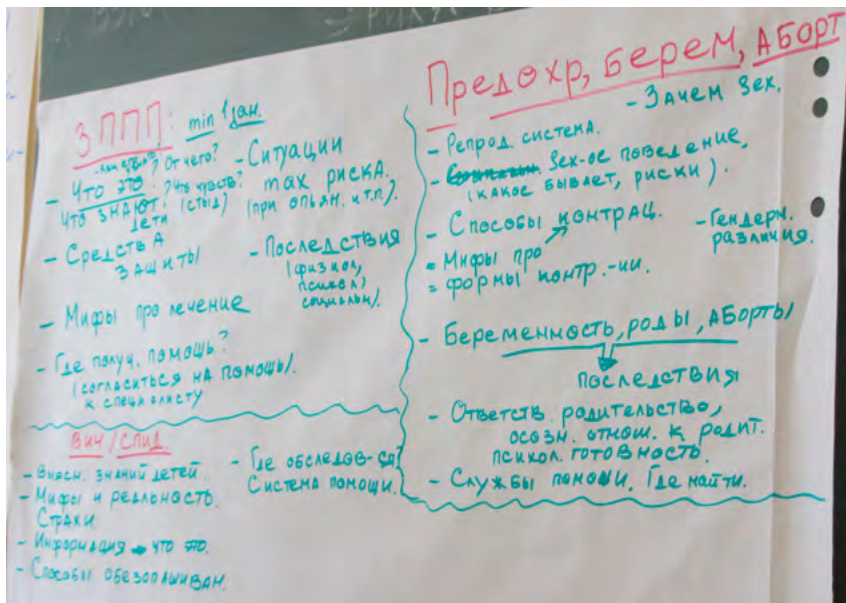 ЗППП: min 1 дан.
От чего?
- Что это ? Что чувств?
(стыд)
Что знают
дети
- Ситуации
max риска.
(при опьян. и т.п.).
- Средства
защиты
- Последствия
(физиол,
психол)
социальн).
- Мифы про лечение
- Где получ. помощь?
(согласиться на помощь).
к специалисту
ВИЧ/СПИД.
- Выясн. знаний детей.
- Мифы и реальность.
Страхи
- Информация → что это.
- Способы обезопашиван.
- Где обследов-ся?
Система помощи.
Предохр, берем, аборт
- Зачем Sex.
- Репрод. система.
- Sex-ое поведение,
(какое бывает, риски).
- Способы контрац.
= Мифы про
= формы контр.-ии.
- Гендерн.
различия.
- Беременность, роды, аборты
последствия
- Ответств. родительство,
осозн. отнош. к родит.
психол. готовность.
- Службы помощи. Где найти.